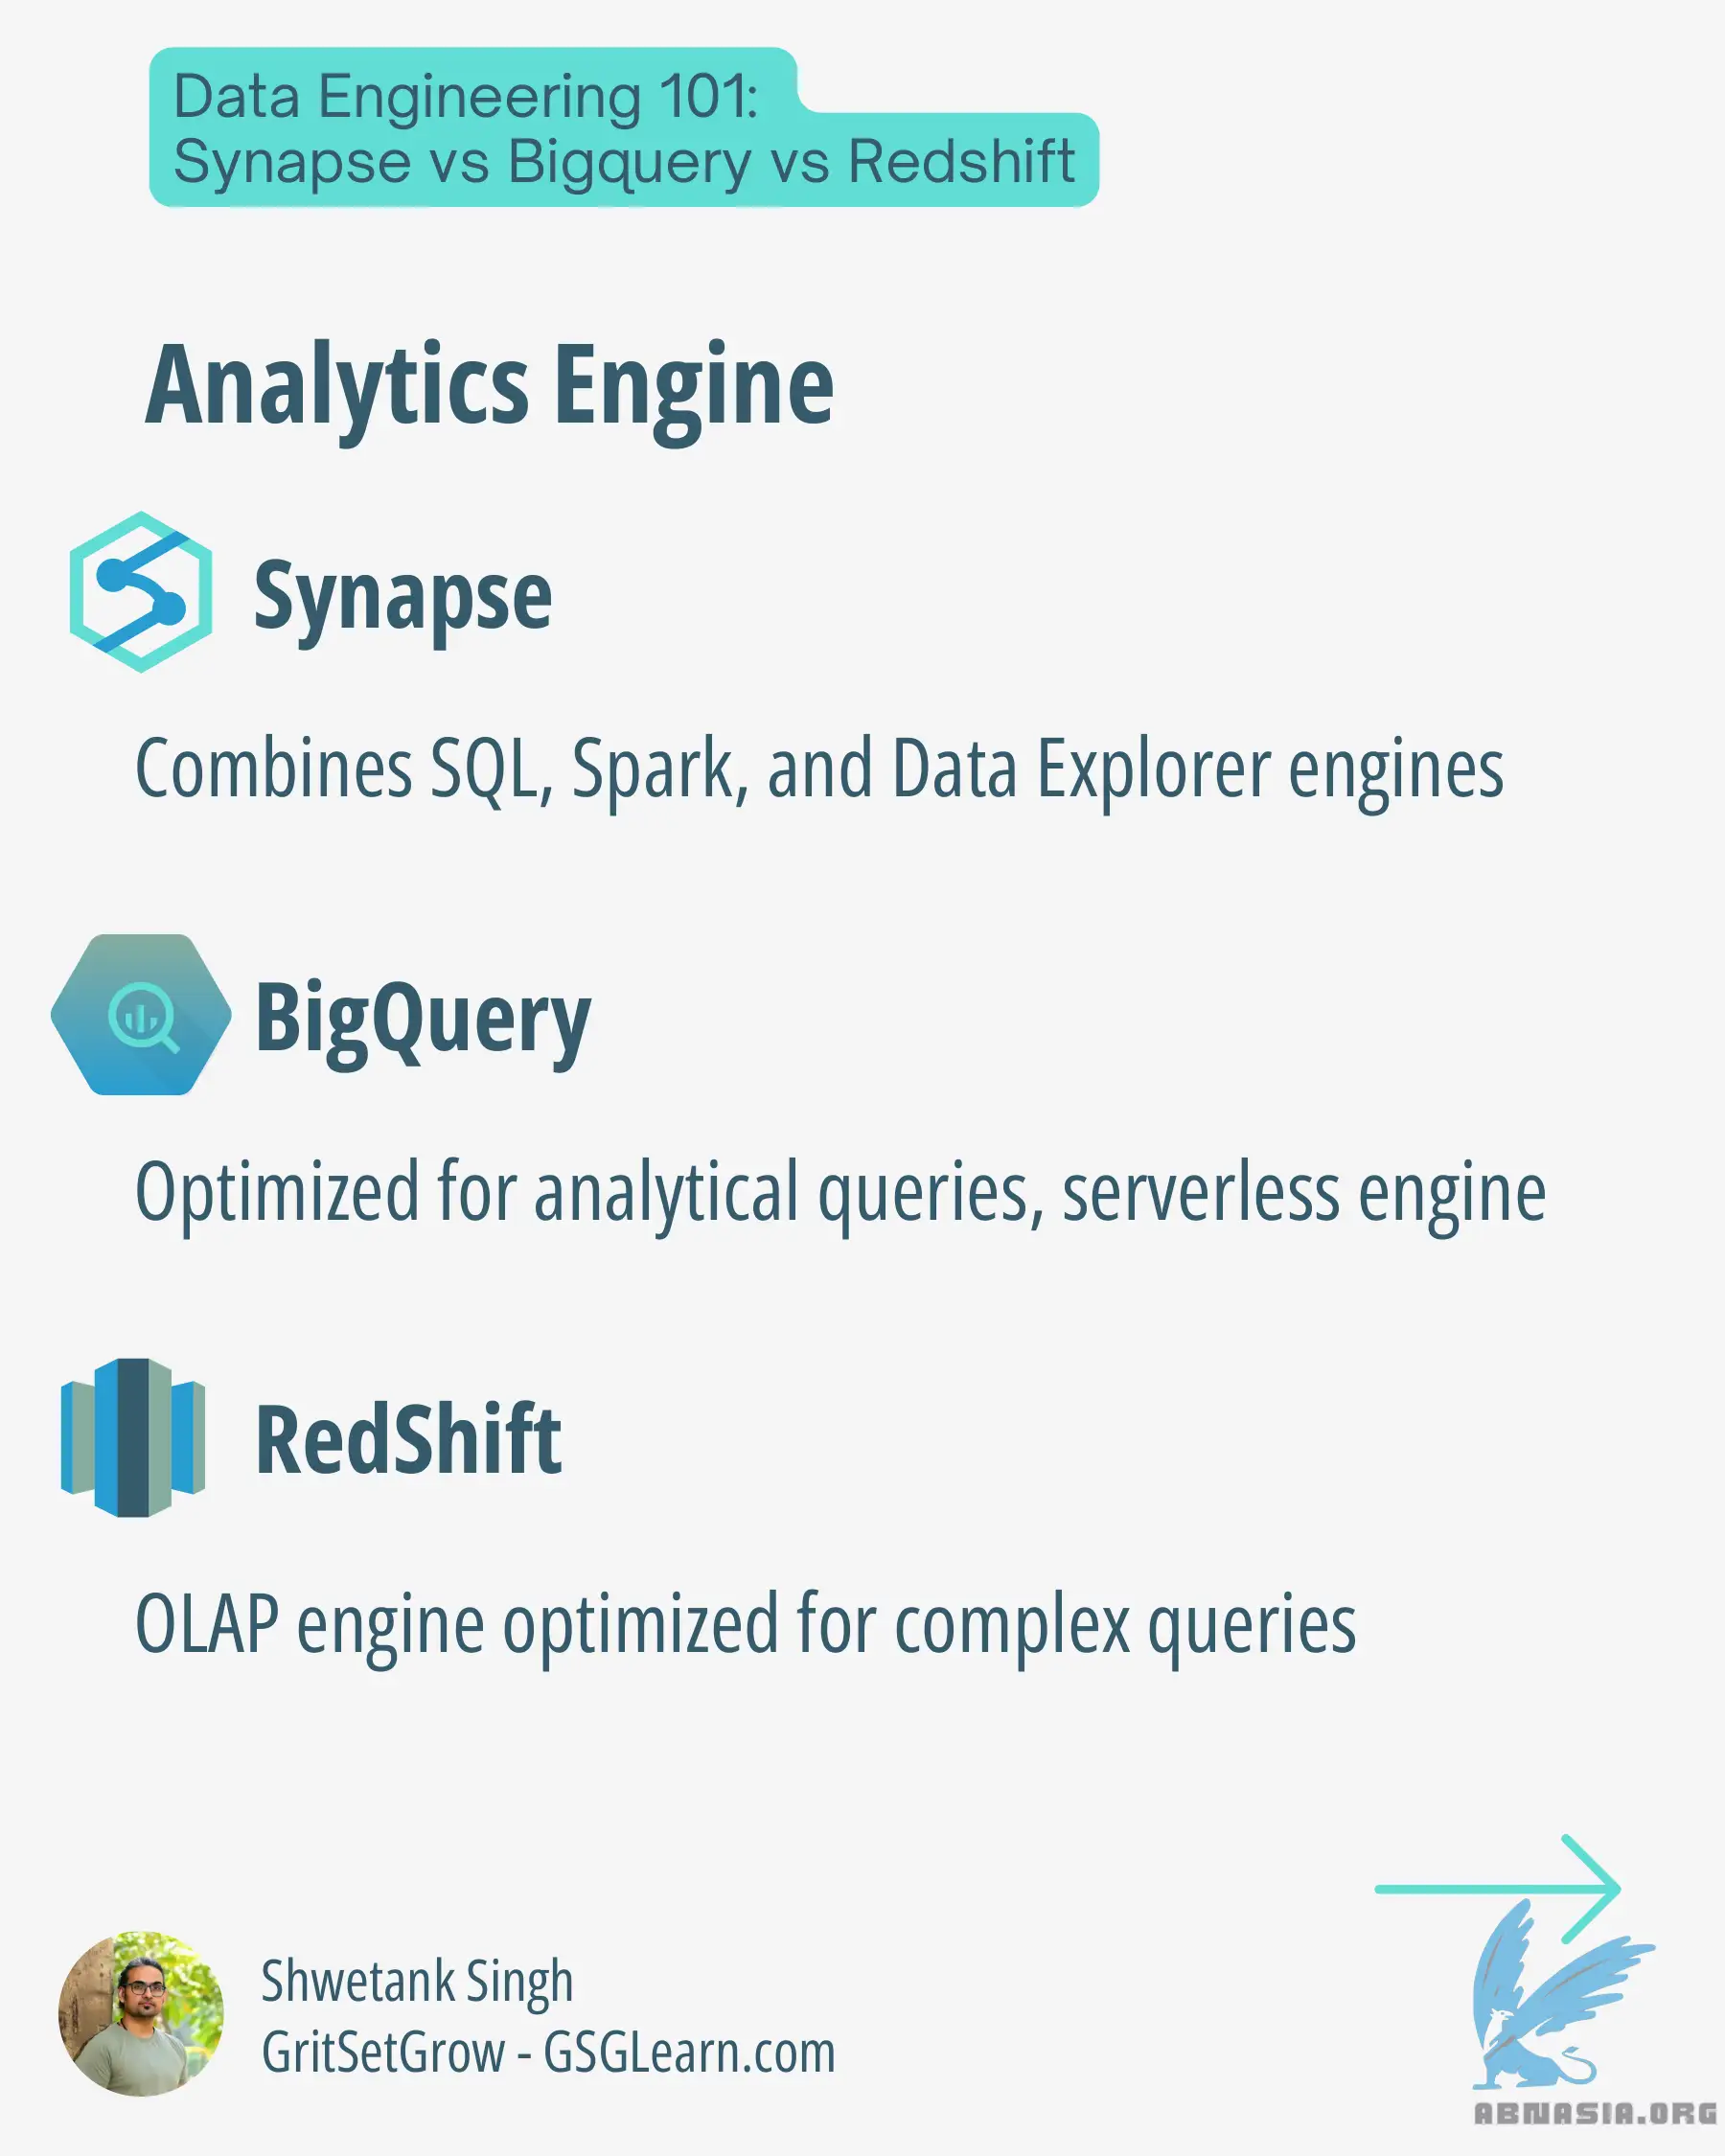 Data Engineering 101:
Synapse vs Bigquery vs Redshift
Analytics Engine
Synapse
Combines SQL, Spark, and Data Explorer engines
BigQuery
Optimized for analytical queries, serverless engine
RedShift
OLAP engine optimized for complex queries
Shwetank Singh
GritSetGrow - GSGLearn.com
ABNASIA.ORG